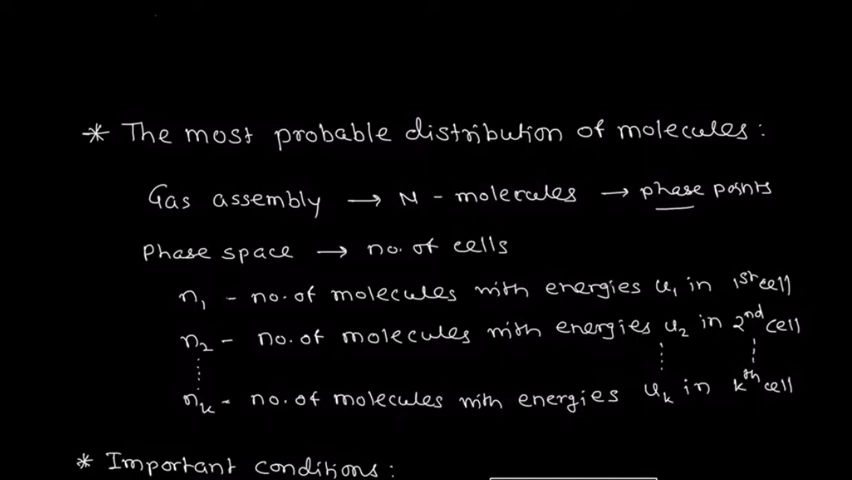 * The most probable distribution of molecules:
Gas assembly → N - molecules → phase points
Phase space → no. of cells
n₁ - no. of molecules with energies u₁ in 1st cell
n₂ - no. of molecules with energies u₂ in 2nd cell
nₖ - no. of molecules with energies uₖ in kth cell
* Important conditions: